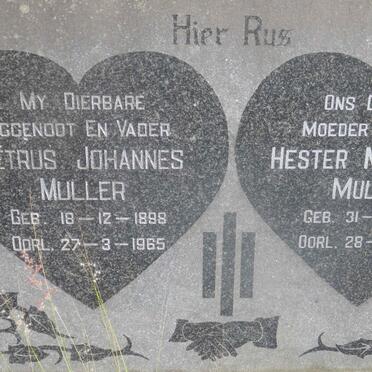 Hier Rus
My Dierbare
GGENOOT En Vader
ETRUS Johannes
Muller
Geb. 18-12-1898
Oorl. 27-3-1965
Ons
Moeder
Hester
Mul
Geb. 31-
Oorl. 28-